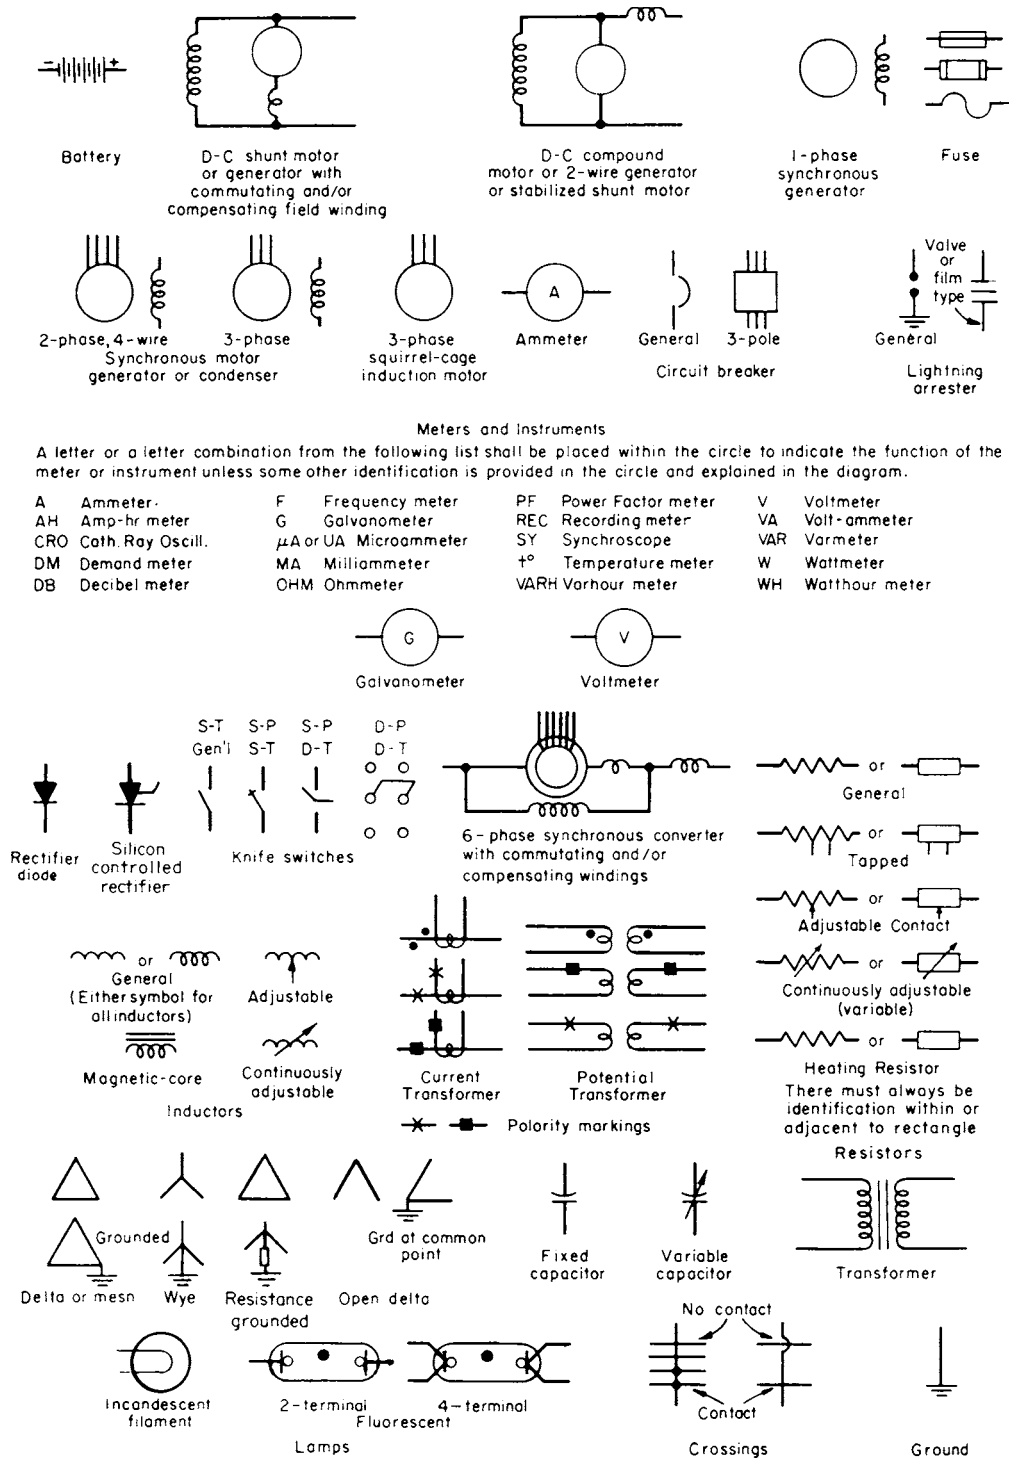 - +
Battery
D-C shunt motor
or generator with
commutating and/or
compensating field winding
D-C compound
motor or 2-wire generator
or stabilized shunt motor
1-phase
synchronous
generator
Fuse
2-phase, 4-wire
3-phase
Synchronous motor
generator or condenser
3-phase
squirrel-cage
induction motor
A
Ammeter
General
3-pole
Circuit breaker
Valve
or
film
type
General
Lightning
arrester
Meters and Instruments
A letter or a letter combination from the following list shall be placed within the circle to indicate the function of the
meter or instrument unless some other identification is provided in the circle and explained in the diagram.
A Ammeter F Frequency meter PF Power Factor meter V Voltmeter
AH Amp-hr meter G Galvanometer REC Recording meter VA Volt-ammeter
CRO Cath. Ray Oscill. μA or UA Microammeter SY Synchroscope VAR Varmeter
DM Demand meter MA Milliammeter t° Temperature meter W Wattmeter
DB Decibel meter OHM Ohmmeter VARH Varhour meter WH Watthour meter
G
V
Galvanometer
Voltmeter
S-T S-P S-P D-P
Gen'l S-T D-T D-T
Rectifier
diode
Silicon
controlled
rectifier
Knife switches
6-phase synchronous converter
with commutating and/or
compensating windings
or
General
or
Tapped
or
Adjustable Contact
or
Continuously adjustable
(variable)
or
Heating Resistor
There must always be
identification within or
adjacent to rectangle
Resistors
or
General
(Either symbol for
all inductors)
Adjustable
Magnetic-core
Continuously
adjustable
Inductors
Current
Transformer
Potential
Transformer
Polority markings
Grounded
Grd at common
point
Delta or mesn
Wye
Resistance
grounded
Open delta
Fixed
capacitor
Variable
capacitor
Transformer
Incandescent
filament
2-terminal
4-terminal
Fluorescent
Lamps
No contact
Contact
Crossings
Ground